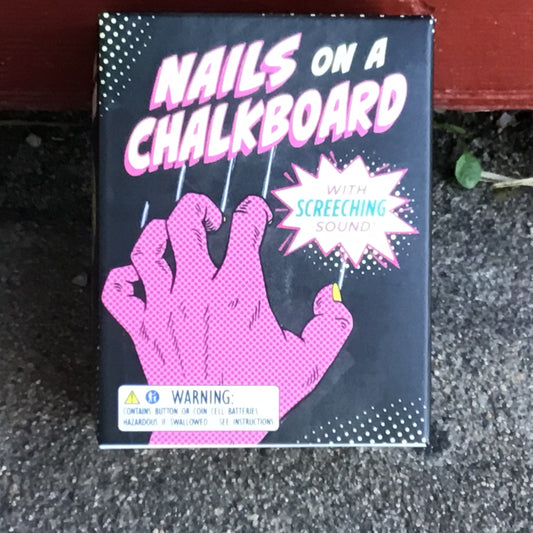 NAILS ON A
CHALKBOARD
WITH
SCREECHING
SOUND
WARNING:
CONTAINS BUTTON OR COIN CELL BATTERIES
HAZARDOUS IF SWALLOWED SEE INSTRUCTIONS